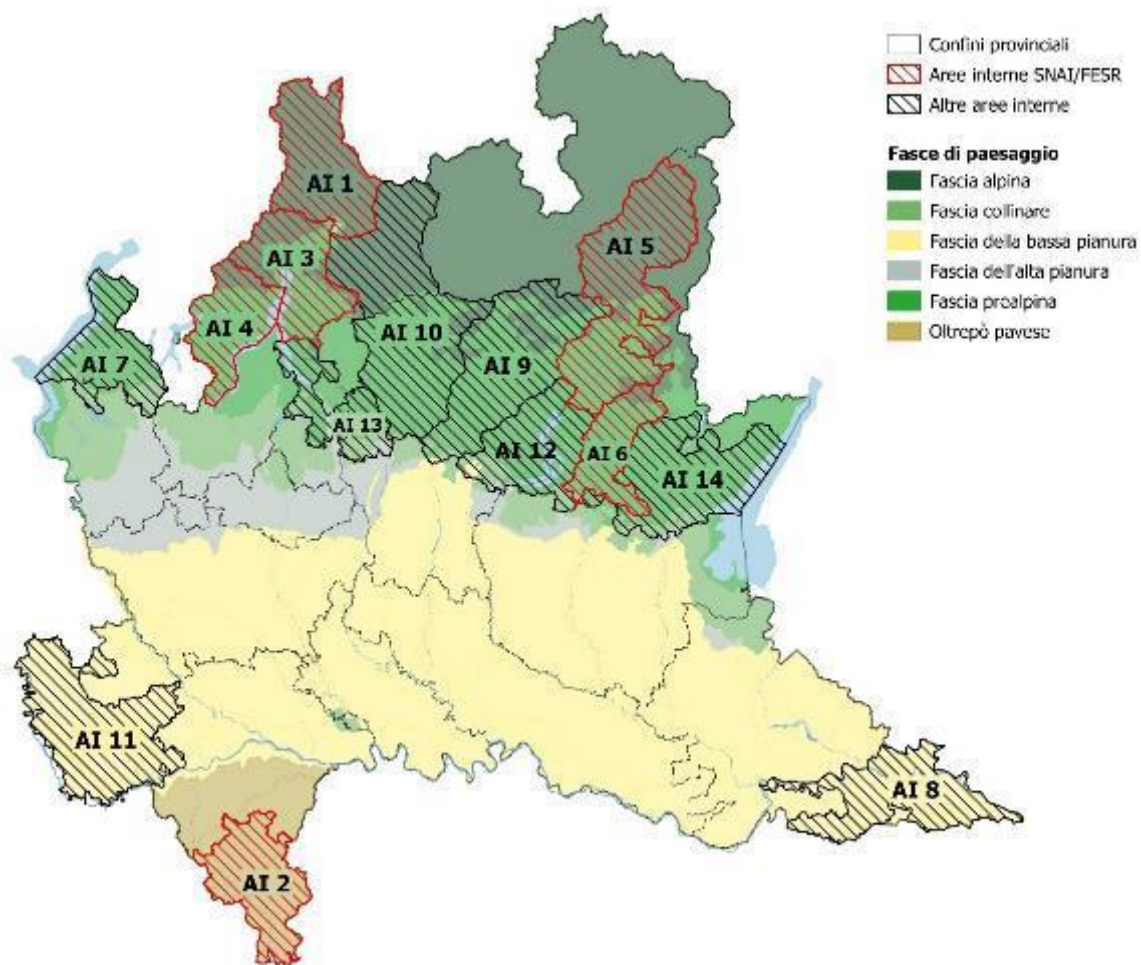 Confini provinciali
Aree interne SNAI/FESR
Altre aree interne
Fasce di paesaggio
Fascia alpina
Fascia collinare
Fascia della bassa pianura
Fascia dell'alta pianura
Fascia proalpina
Oltrepò pavese
AI 1
AI 5
AI 3
AI 4
AI 10
AI 7
AI 9
AI 13
AI 12
AI 6
AI 14
AI 11
AI 8
AI 2